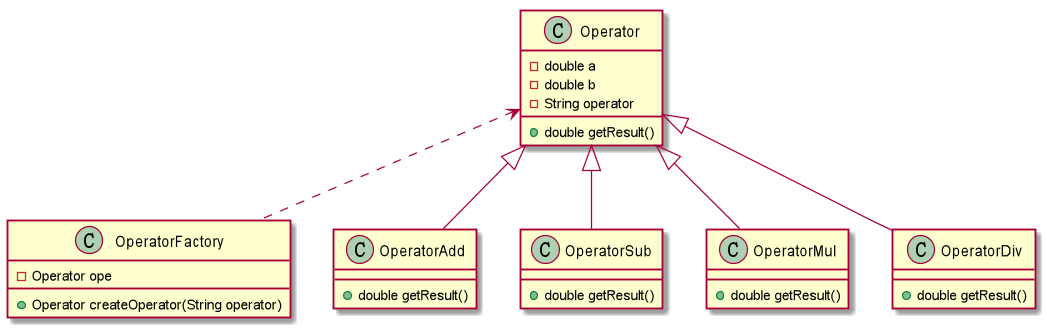 C Operator
double a
double b
String operator
double getResult()
C OperatorFactory
Operator ope
Operator createOperator(String operator)
C OperatorAdd
double getResult()
C OperatorSub
double getResult()
C OperatorMul
double getResult()
C OperatorDiv
double getResult()